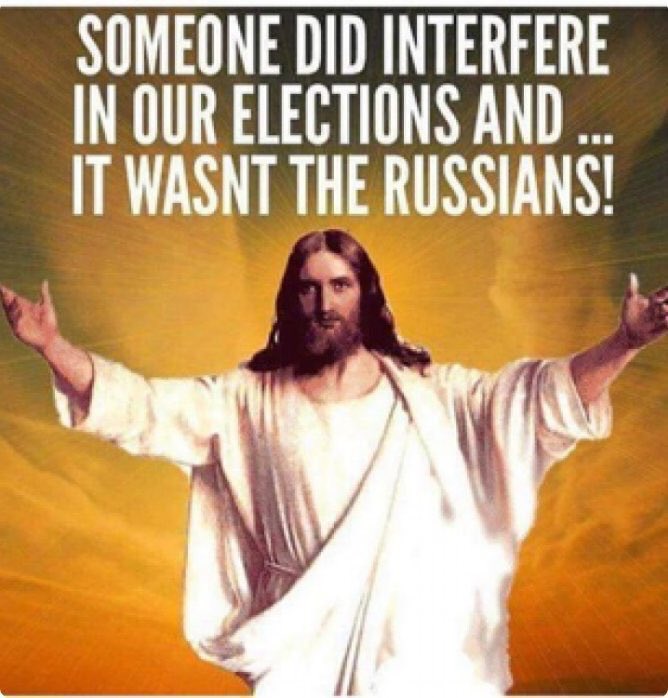 SOMEONE DID INTERFERE
IN OUR ELECTIONS AND ...
IT WASNT THE RUSSIANS!